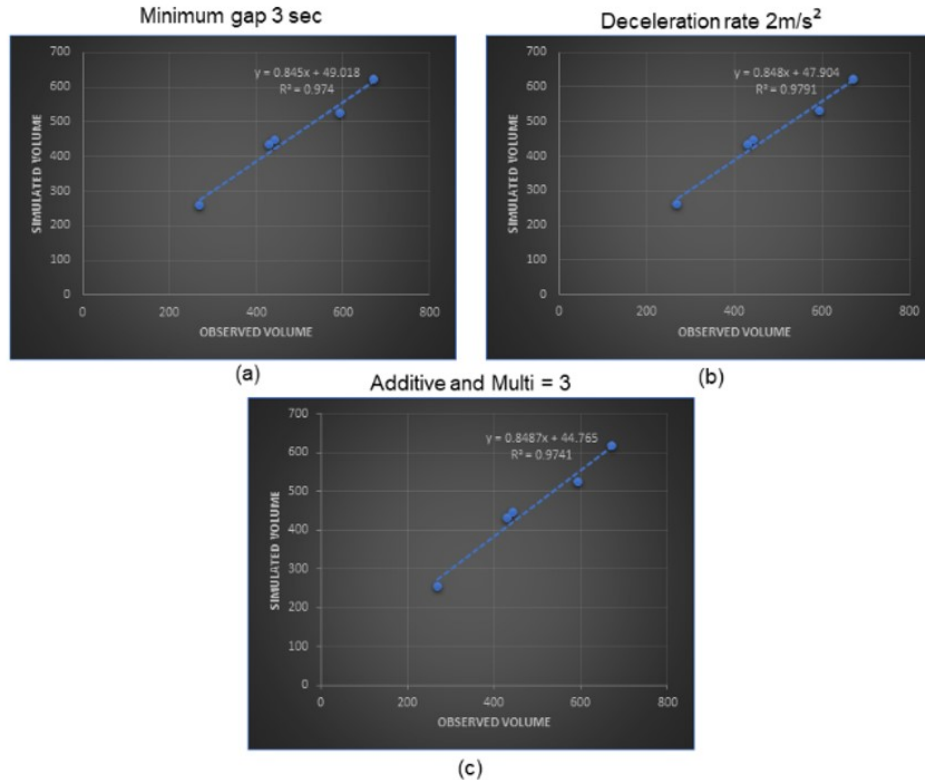 Minimum gap 3 sec
700
600
500
400
300
200
100
0
SIMULATED VOLUME
y = 0.845x + 49.018
R² = 0.974
0
200
400
600
800
OBSERVED VOLUME
(a)
Deceleration rate 2m/s²
700
600
500
400
300
200
100
0
SIMULATED VOLUME
y = 0.848x + 47.904
R² = 0.9791
0
200
400
600
800
OBSERVED VOLUME
(b)
Additive and Multi = 3
700
600
500
400
300
200
100
0
SIMULATED VOLUME
y = 0.8487x + 44.765
R² = 0.9741
0
200
400
600
800
OBSERVED VOLUME
(c)